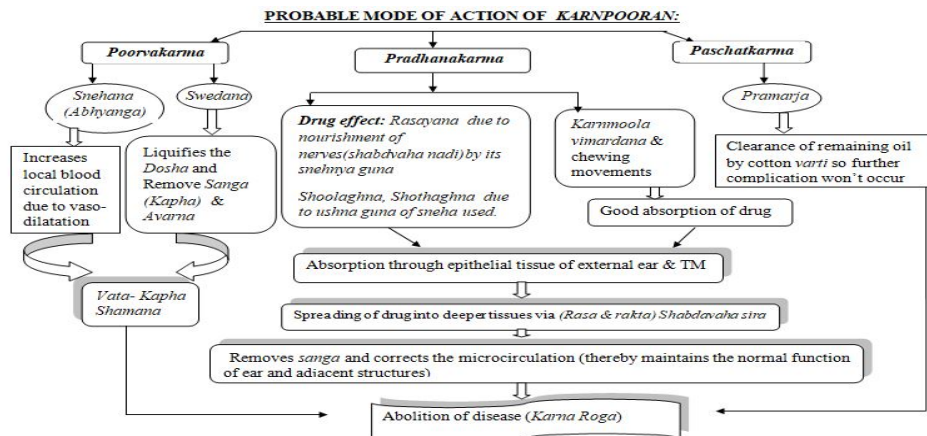 PROBABLE MODE OF ACTION OF KARNPOORAN:
Poorvakarma
Pradhanakarma
Paschatkarma
Snehana
(Abhyanga)
Swedana
Pramarja
Increases
local blood
circulation
due to vaso-
dilatation
Liquifies the
Dosha and
Remove Sanga
(Kapha) &
Avarna
Drug effect: Rasayana due to
nourishment of
nerves(shabdvaha nadi)by its
snehnya guna
Shoolaghna, Shothaghna due
to ushna guna of sneha used.
Karnmoola
vimardana &
chewing
movements
Clearance of remaining oil
by cotton varti so further
complication won't occur
Good absorption of drug
Absorption through epithelial tissue of external ear & TM
Vata- Kapha
Shamana
Spreading of drug into deeper tissues via (Rasa & rakta) Shabdavaha sira
Removes sanga and corrects the microcirculation (thereby maintains the normal function
of ear and adjacent structures)
Abolition of disease (Karna Roga)